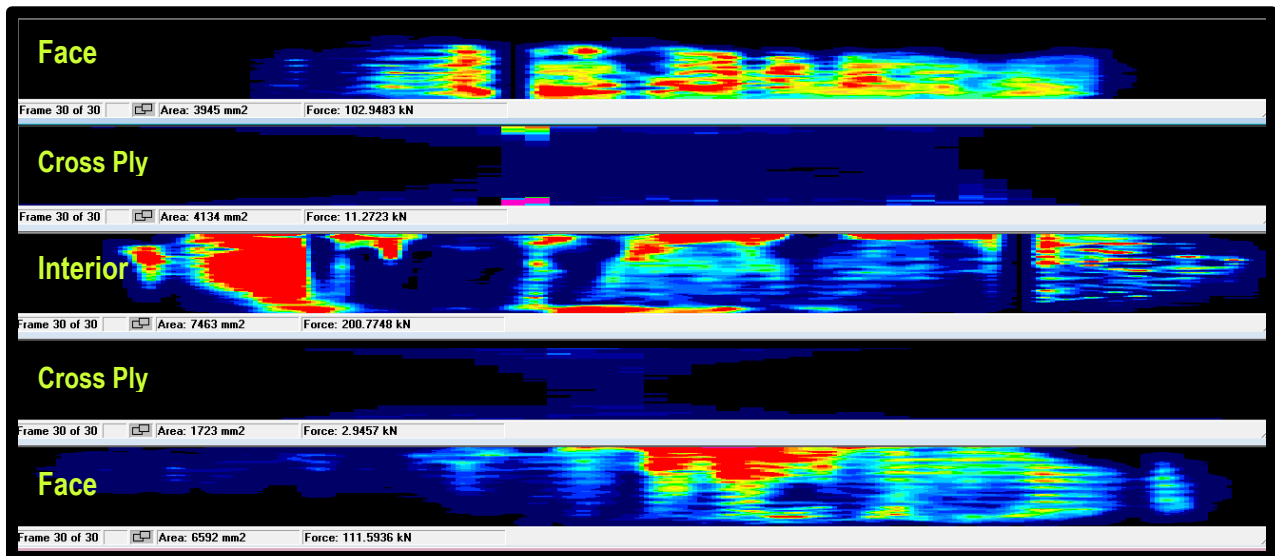 Face
Frame 30 of 30 Area: 3945 mm2 Force: 102.9483 kN
Cross Ply
Frame 30 of 30 Area: 4134 mm2 Force: 11.2723 kN
Interior
Frame 30 of 30 Area: 7463 mm2 Force: 200.7748 kN
Cross Ply
Frame 30 of 30 Area: 1723 mm2 Force: 2.9457 kN
Face
Frame 30 of 30 Area: 6592 mm2 Force: 111.5936 kN